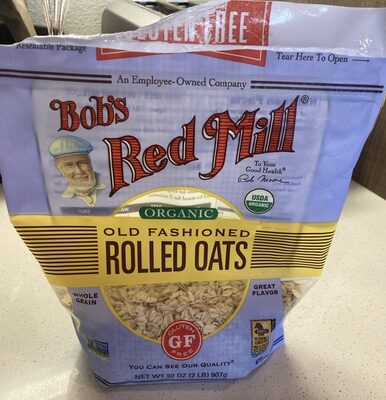 GLUTEN FREE
Resealable Package
Tear Here To Open
An Employee-Owned Company
Bob's
Red Mill®
To Your
Good Health®
Bob Moore
USDA
ORGANIC
ORGANIC
OLD FASHIONED
ROLLED OATS
WHOLE
GRAIN
GREAT
FLAVOR
GLUTEN
GF
FREE
YOU CAN SEE OUR QUALITY®
NET WT 32 OZ (2 LB) 907g